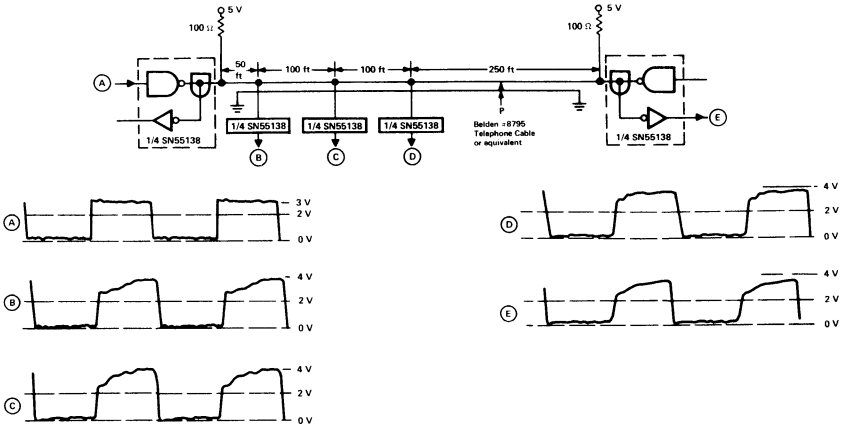 5 V
100 Ω
5 V
100 Ω
50 ft
100 ft
100 ft
250 ft
A
1/4 SN55138
1/4 SN55138
1/4 SN55138
1/4 SN55138
B
C
D
P
Belden =8795
Telephone Cable
or equivalent
1/4 SN55138
E
A
3 V
2 V
0 V
B
4 V
2 V
0 V
C
4 V
2 V
0 V
D
4 V
2 V
0 V
E
4 V
2 V
0 V